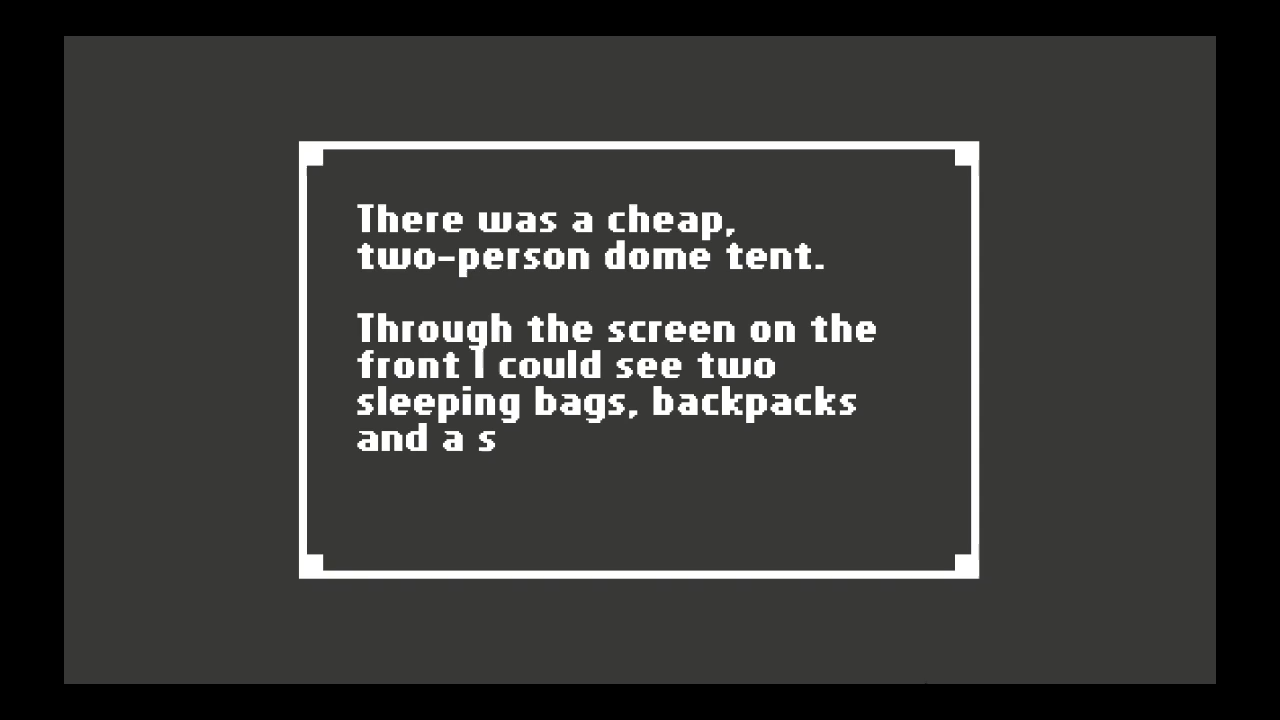 There was a cheap,
two-person dome tent.
Through the screen on the
front I could see two
sleeping bags, backpacks
and a s